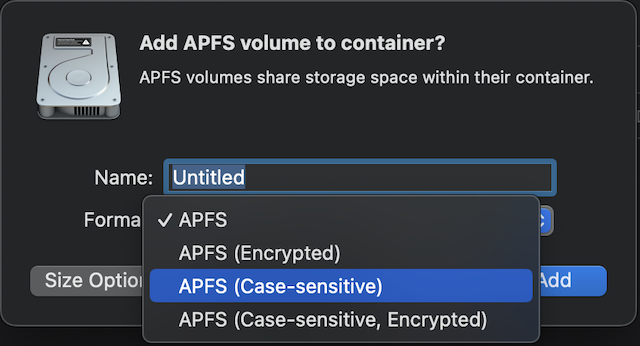 Add APFS volume to container?
APFS volumes share storage space within their container.
Name: Untitled
Forma
✓ APFS
APFS (Encrypted)
Size Optio
APFS (Case-sensitive)
Add
APFS (Case-sensitive, Encrypted)